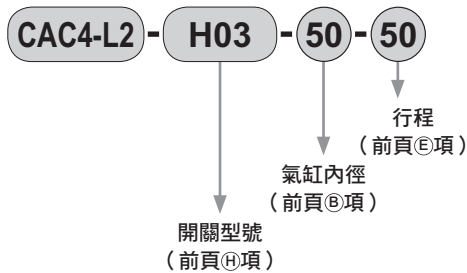 CAC4-L2-H03-50-50
行程
（前頁Ⓔ項）
氣缸內徑
（前頁Ⓑ項）
開關型號
（前頁Ⓗ項）